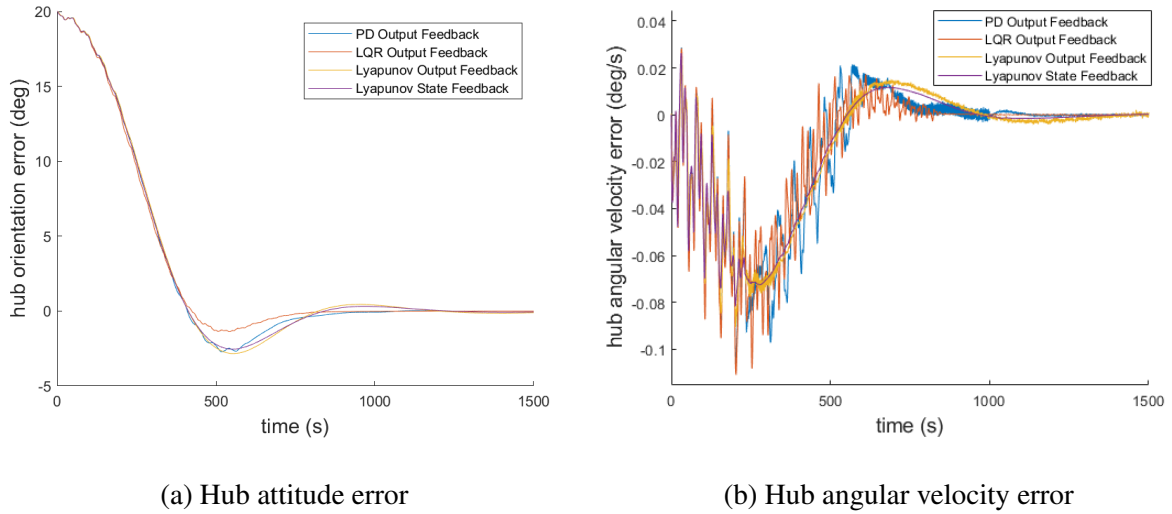 20
15
10
5
0
-5
0
500
1000
1500
hub orientation error (deg)
time (s)
PD Output Feedback
LQR Output Feedback
Lyapunov Output Feedback
Lyapunov State Feedback
(a) Hub attitude error
0.04
0.02
0
-0.02
-0.04
-0.06
-0.08
-0.1
0
500
1000
1500
hub angular velocity error (deg/s)
time (s)
PD Output Feedback
LQR Output Feedback
Lyapunov Output Feedback
Lyapunov State Feedback
(b) Hub angular velocity error